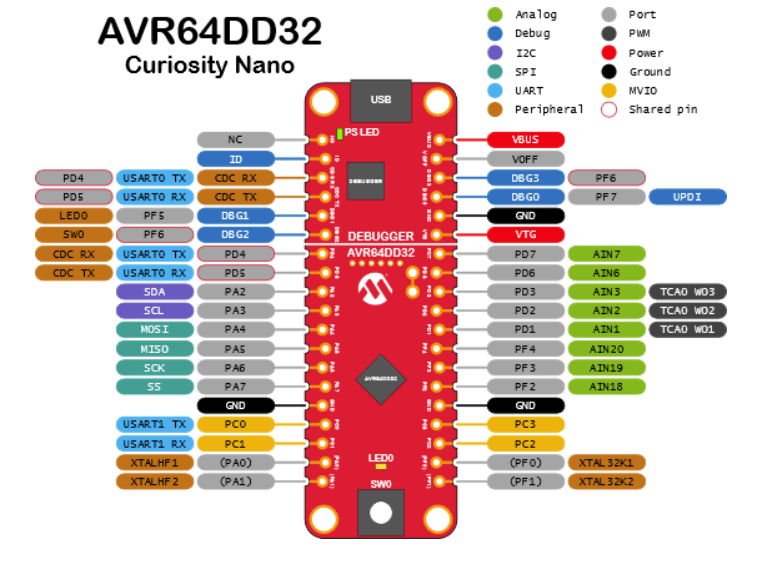 AVR64DD32
Curiosity Nano
Analog Port
Debug PWM
I2C Power
SPI Ground
UART MVIO
Peripheral Shared pin
USB
PS LED
DEBUGGER
NC VBUS
ID VOFF
PD4 USART0 TX CDC RX DBG3 PF6
PD5 USART0 RX CDC TX DBG0 PF7 UPDI
LED0 PF5 DBG1 GND
SW0 PF6 DBG2 VTG
DEBUGGER
AVR64DD32
CDC RX USART0 TX PD4 PD7 AIN7
CDC TX USART0 RX PD5 PD6 AIN6
SDA PA2 PD3 AIN3 TCA0 WO3
SCL PA3 PD2 AIN2 TCA0 WO2
MOSI PA4 PD1 AIN1 TCA0 WO1
MISO PA5 PF4 AIN20
SCK PA6 PF3 AIN19
SS PA7 PF2 AIN18
AVR64DD32
GND GND
USART1 TX PC0 PC3
USART1 RX PC1 PC2
XTALHF1 (PA0) (PF0) XTAL32K1
XTALHF2 (PA1) (PF1) XTAL32K2
LED0
SW0